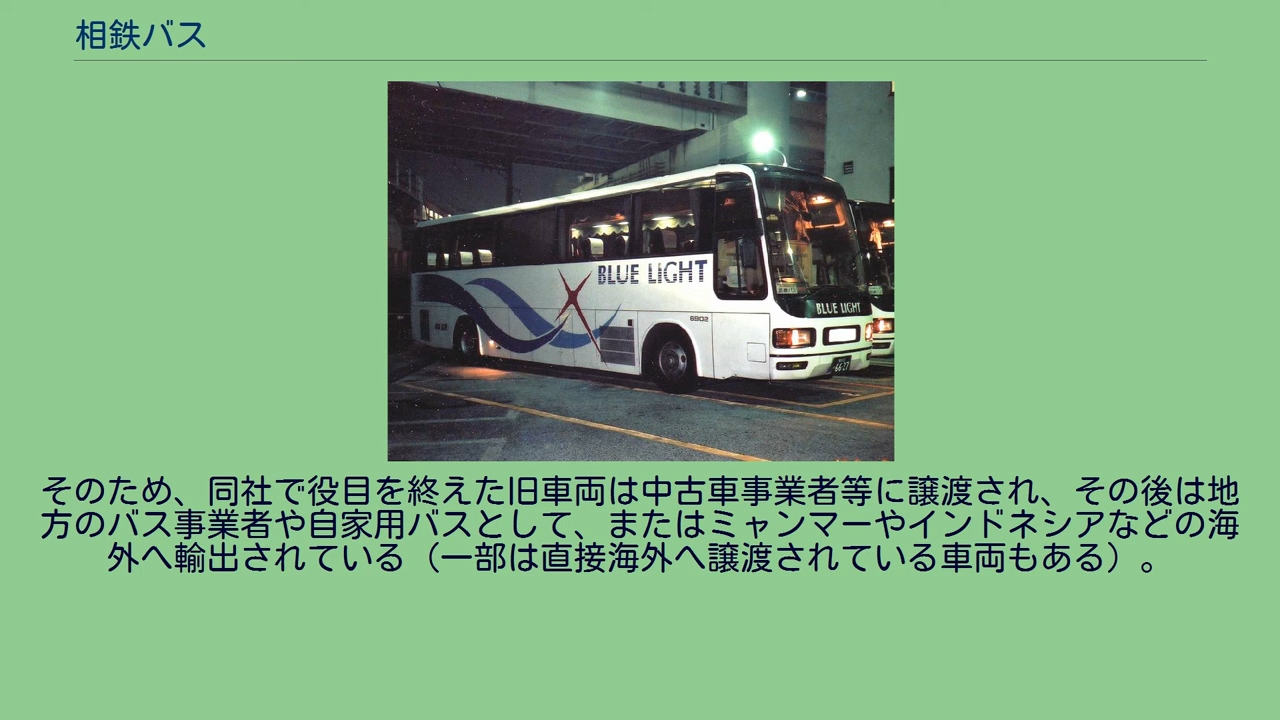 相鉄バス
BLUE LIGHT
6902
BLUE LIGHT
66-27
そのため、同社で役目を終えた旧車両は中古車事業者等に譲渡され、その後は地
方のバス事業者や自家用バスとして、またはミャンマーやインドネシアなどの海
外へ輸出されている（一部は直接海外へ譲渡されている車両もある）。